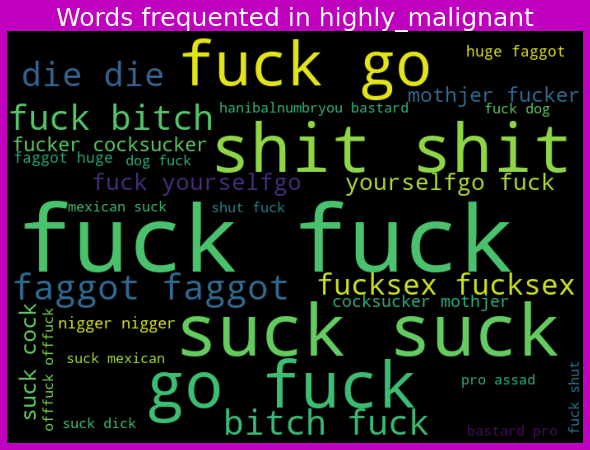 Words frequented in highly_malignant
die die
fuck go
huge faggot
mothjer fucker
fuck bitch
hanibalnumbryou bastard
fuck dog
fucker cocksucker
shit shit
faggot huge
dog fuck
fuck yourselfgo
yourselfgo fuck
mexican suck
shut fuck
fuck fuck
faggot faggot
fucksex fucksex
cocksucker mothjer
suck cock
offfuck offfuck
nigger nigger
suck suck
suck mexican
go fuck
pro assad
fuck shut
suck dick
bitch fuck
bastard pro